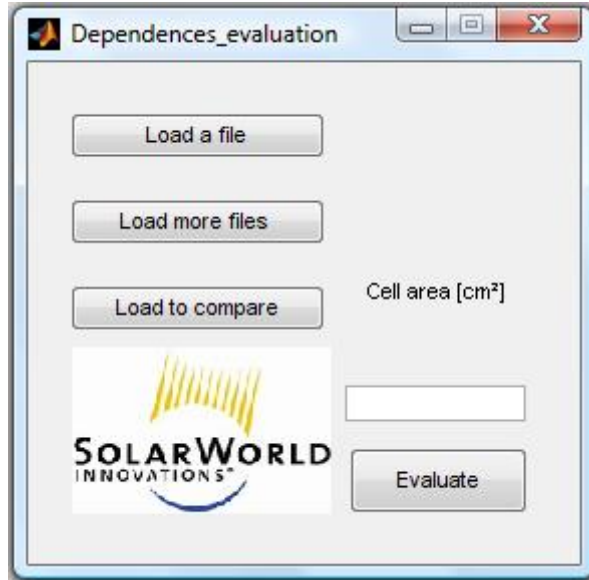 Dependences_evaluation
Load a file
Load more files
Load to compare
Cell area [cm²]
SOLARWORLD
INNOVATIONS
Evaluate